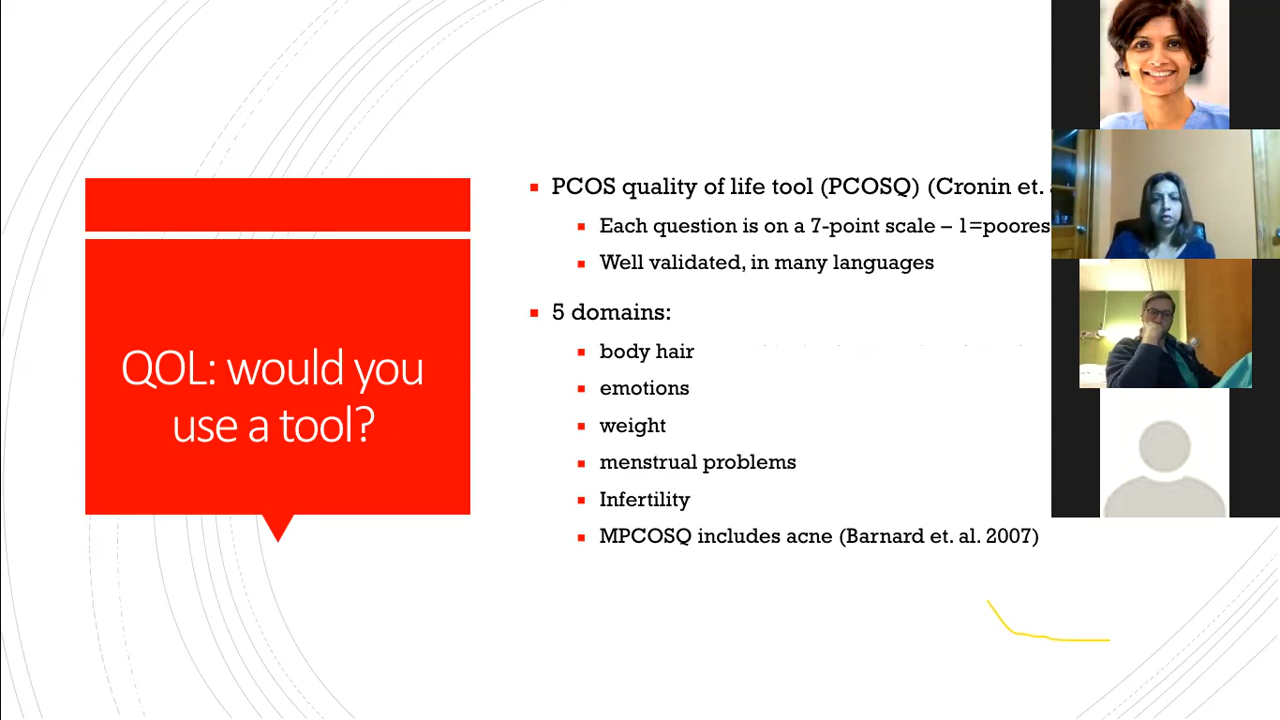 QOL: would you
use a tool?
PCOS quality of life tool (PCOSQ) (Cronin et.
Each question is on a 7-point scale – 1=poores
Well validated, in many languages
5 domains:
body hair
emotions
weight
menstrual problems
Infertility
MPCOSQ includes acne (Barnard et. al. 2007)